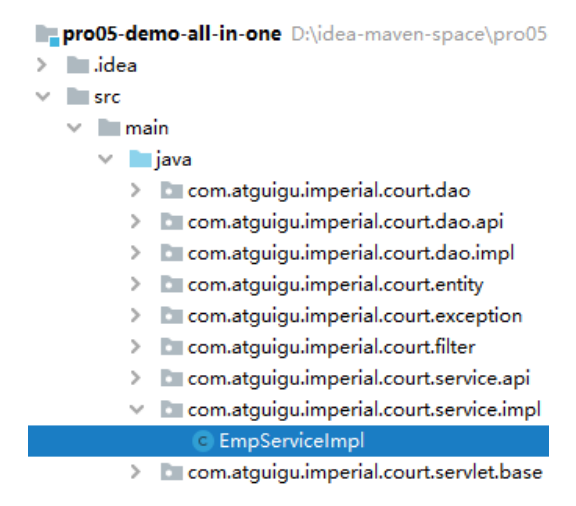 pro05-demo-all-in-one D:\idea-maven-space\pro05
.idea
src
main
java
com.atguigu.imperial.court.dao
com.atguigu.imperial.court.dao.api
com.atguigu.imperial.court.dao.impl
com.atguigu.imperial.court.entity
com.atguigu.imperial.court.exception
com.atguigu.imperial.court.filter
com.atguigu.imperial.court.service.api
com.atguigu.imperial.court.service.impl
C EmpServiceImpl
com.atguigu.imperial.court.servlet.base